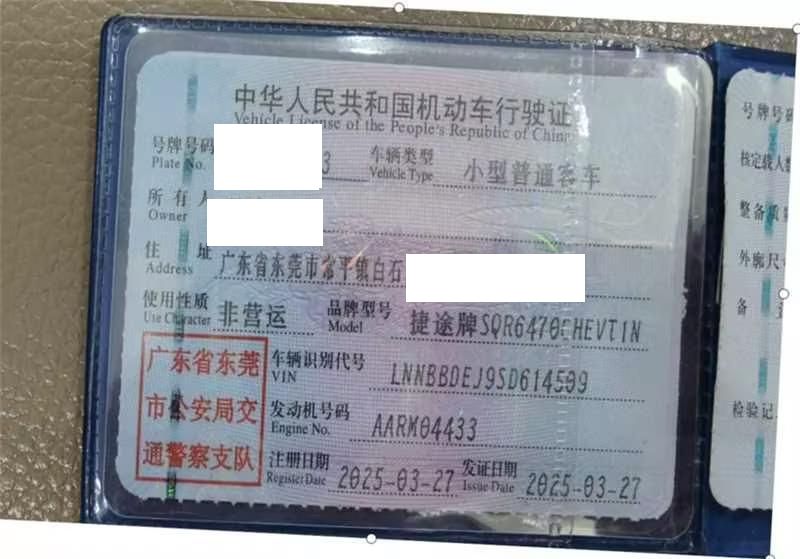 中华人民共和国机动车行驶证
Vehicle License of the People's Republic of China
号牌号码
Plate No.
3
车辆类型
Vehicle Type
小型普通客车
所有人
Owner
住址
Address
广东省东莞市常平镇白石
使用性质
Use Character
非营运
品牌型号
Model
捷途牌SQR6470CHEVT1N
广东省东莞
市公安局交
通警察支队
车辆识别代号
VIN
LNNBBDEJ9SD614509
发动机号码
Engine No.
AARM04433
注册日期
Register Date
2025-03-27
发证日期
Issue Date
2025-03-27
号牌号码
核定载人数
整备质量
外廓尺
备
检验记